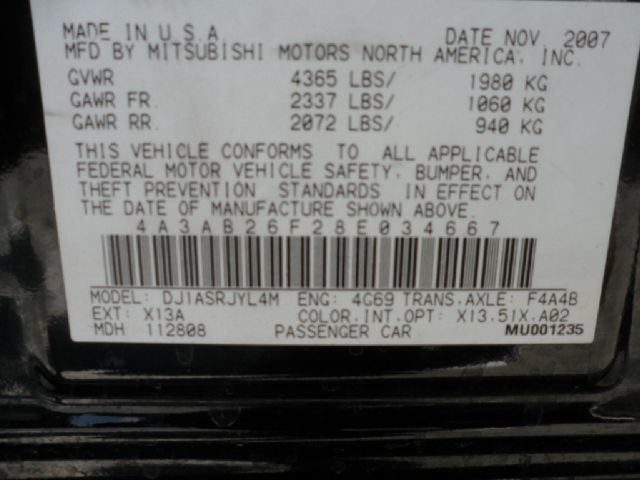 MADE IN U.S.A DATE NOV. 2007
MFD BY MITSUBISHI MOTORS NORTH AMERICA, INC.
GVWR 4365 LBS/ 1980 KG
GAWR FR. 2337 LBS/ 1060 KG
GAWR RR. 2072 LBS/ 940 KG
THIS VEHICLE CONFORMS TO ALL APPLICABLE
FEDERAL MOTOR VEHICLE SAFETY, BUMPER, AND
THEFT PREVENTION STANDARDS IN EFFECT ON
THE DATE OF MANUFACTURE SHOWN ABOVE.
4A3AB26F28E034667
MODEL: DJ1ASRJYL4M ENG: 4G69 TRANS.AXLE: F4A4B
EXT: X13A COLOR.INT.OPT: X13.51X.A02
MDH 112808 PASSENGER CAR MU001235